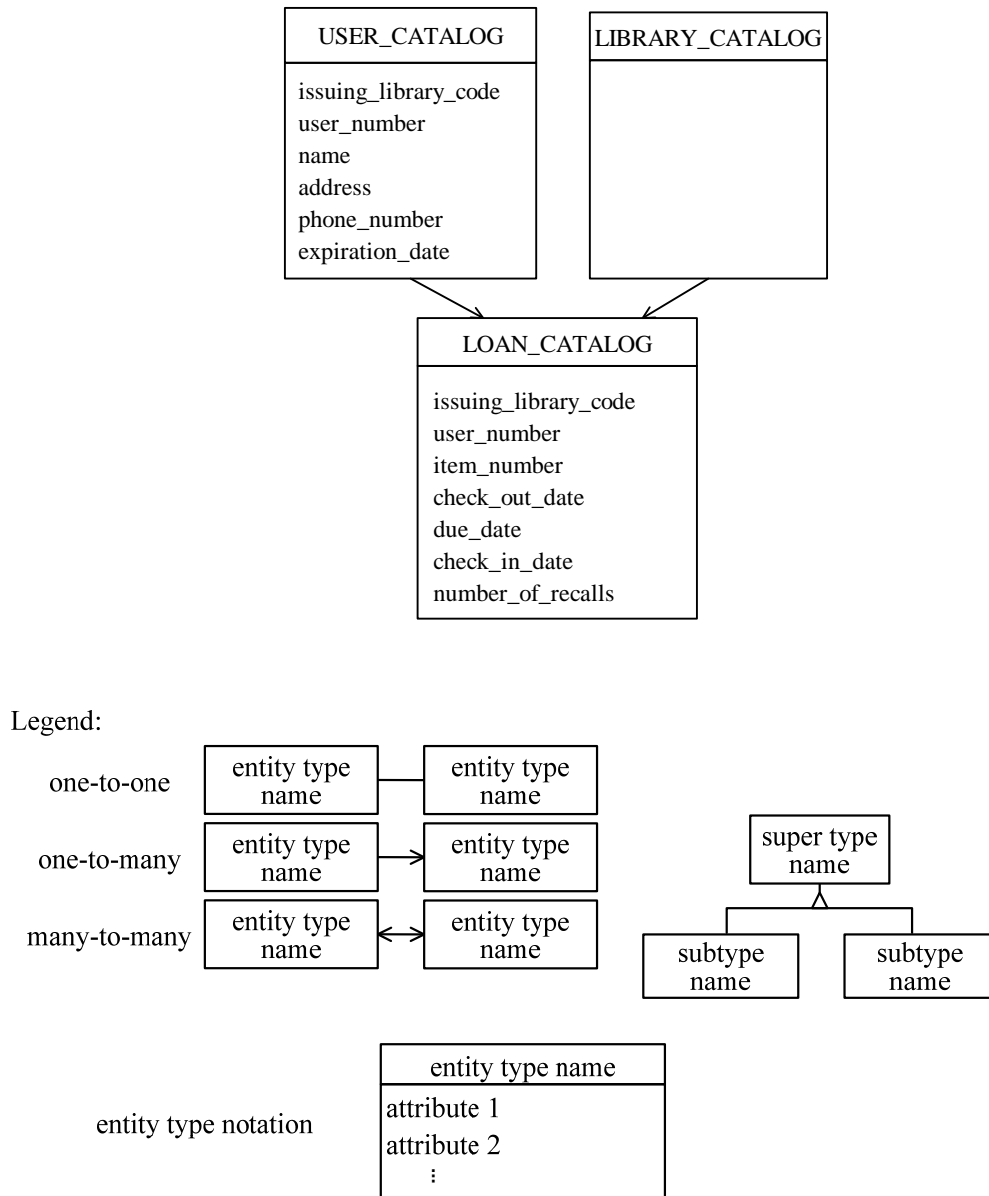 USER_CATALOG
issuing_library_code
user_number
name
address
phone_number
expiration_date
LIBRARY_CATALOG
LOAN_CATALOG
issuing_library_code
user_number
item_number
check_out_date
due_date
check_in_date
number_of_recalls
Legend:
one-to-one
entity type
name
entity type
name
one-to-many
entity type
name
entity type
name
many-to-many
entity type
name
entity type
name
super type
name
subtype
name
subtype
name
entity type notation
entity type name
attribute 1
attribute 2
⋮